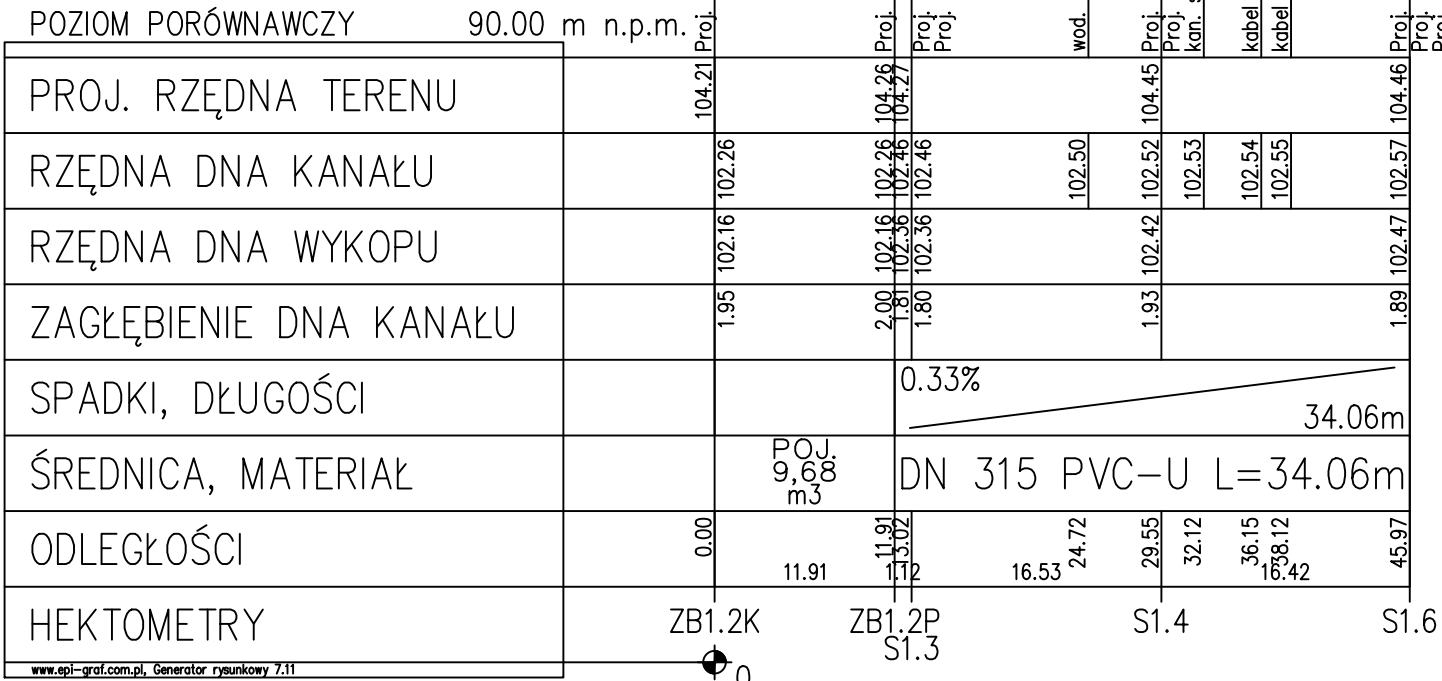 POZIOM PORÓWNAWCZY 90.00 m n.p.m. Proj. Proj. Proj. Proj. wod. Proj. Proj. kan. kabel kabel Proj. Proj. Proj.
PROJ. RZĘDNA TERENU 104.21 104.26 104.27 104.45 104.46
RZĘDNA DNA KANAŁU 102.26 102.26 102.46 102.46 102.50 102.52 102.53 102.54 102.55 102.57
RZĘDNA DNA WYKOPU 102.16 102.16 102.36 102.36 102.42 102.47
ZAGŁĘBIENIE DNA KANAŁU 1.95 2.00 1.81 1.80 1.93 1.89
SPADKI, DŁUGOŚCI 0.33% 34.06m
ŚREDNICA, MATERIAŁ POJ. 9,68 m3 DN 315 PVC-U L=34.06m
ODLEGŁOŚCI 0.00 11.91 13.02 24.72 29.55 32.12 36.15 38.12 45.97
11.91 1.12 16.53 16.42
HEKTOMETRY ZB1.2K ZB1.2P S1.3 S1.4 S1.6
www.epi-graf.com.pl, Generator rysunkowy 7.11
0